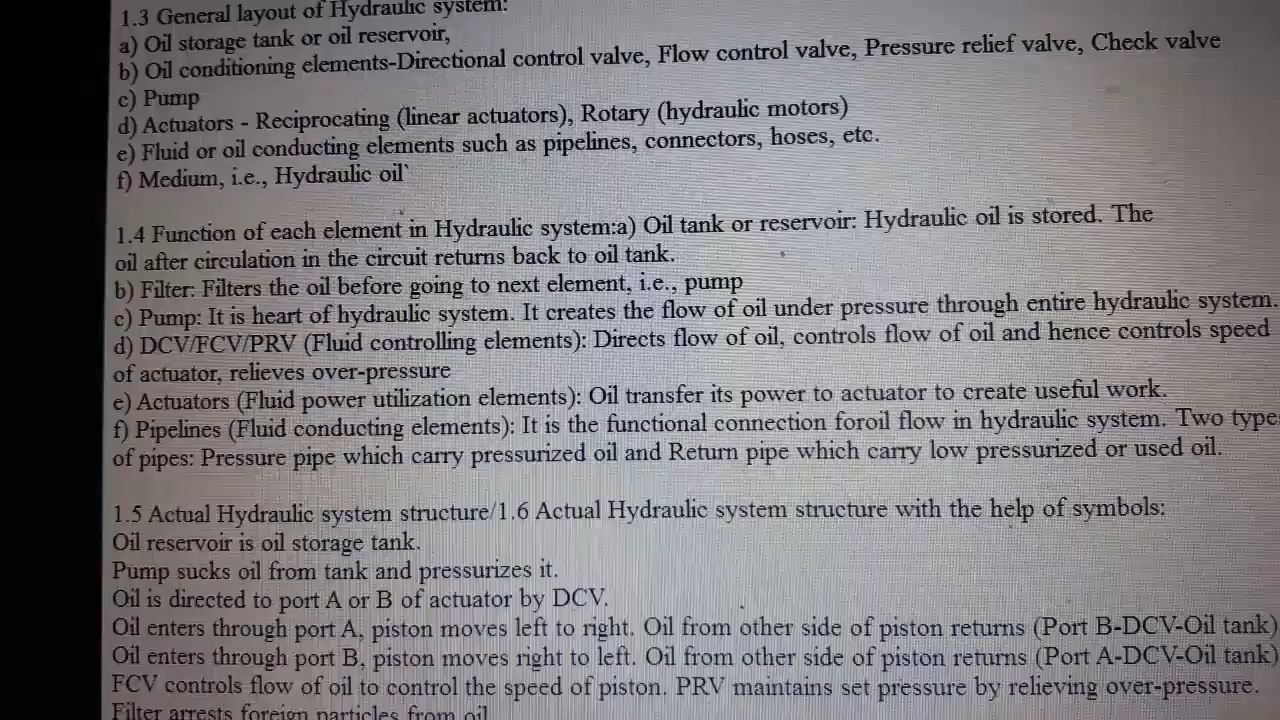 1.3 General layout of Hydraulic system:
a) Oil storage tank or oil reservoir,
b) Oil conditioning elements-Directional control valve, Flow control valve, Pressure relief valve, Check valve
c) Pump
d) Actuators - Reciprocating (linear actuators), Rotary (hydraulic motors)
e) Fluid or oil conducting elements such as pipelines, connectors, hoses, etc.
f) Medium, i.e., Hydraulic oil`
1.4 Function of each element in Hydraulic system:a) Oil tank or reservoir: Hydraulic oil is stored. The
oil after circulation in the circuit returns back to oil tank.
b) Filter: Filters the oil before going to next element, i.e., pump
c) Pump: It is heart of hydraulic system. It creates the flow of oil under pressure through entire hydraulic system.
d) DCV/FCV/PRV (Fluid controlling elements): Directs flow of oil, controls flow of oil and hence controls speed
of actuator, relieves over-pressure
e) Actuators (Fluid power utilization elements): Oil transfer its power to actuator to create useful work.
f) Pipelines (Fluid conducting elements): It is the functional connection foroil flow in hydraulic system. Two type
of pipes: Pressure pipe which carry pressurized oil and Return pipe which carry low pressurized or used oil.
1.5 Actual Hydraulic system structure/1.6 Actual Hydraulic system structure with the help of symbols:
Oil reservoir is oil storage tank.
Pump sucks oil from tank and pressurizes it.
Oil is directed to port A or B of actuator by DCV.
Oil enters through port A, piston moves left to right. Oil from other side of piston returns (Port B-DCV-Oil tank)
Oil enters through port B, piston moves right to left. Oil from other side of piston returns (Port A-DCV-Oil tank)
FCV controls flow of oil to control the speed of piston. PRV maintains set pressure by relieving over-pressure.
Filter arrests foreign particles from oil